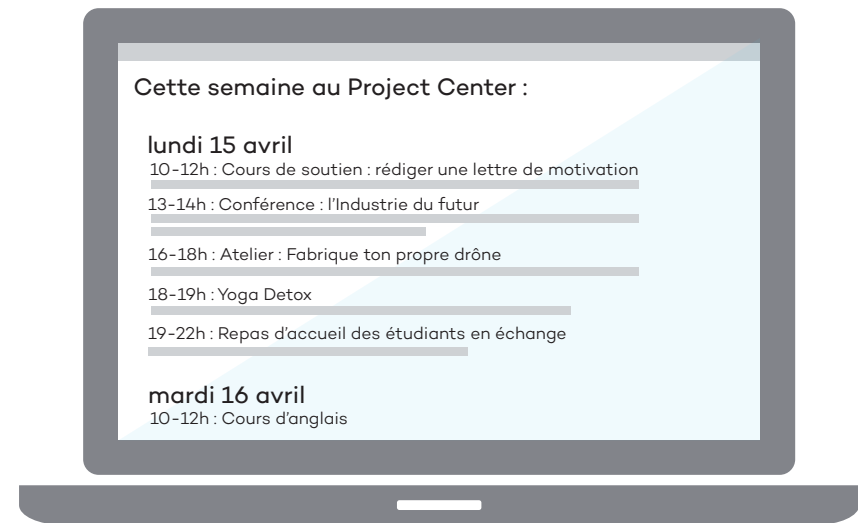 Cette semaine au Project Center :
lundi 15 avril
10-12h : Cours de soutien : rédiger une lettre de motivation
13-14h : Conférence : l'Industrie du futur
16-18h : Atelier : Fabrique ton propre drône
18-19h : Yoga Detox
19-22h : Repas d'accueil des étudiants en échange
mardi 16 avril
10-12h : Cours d'anglais